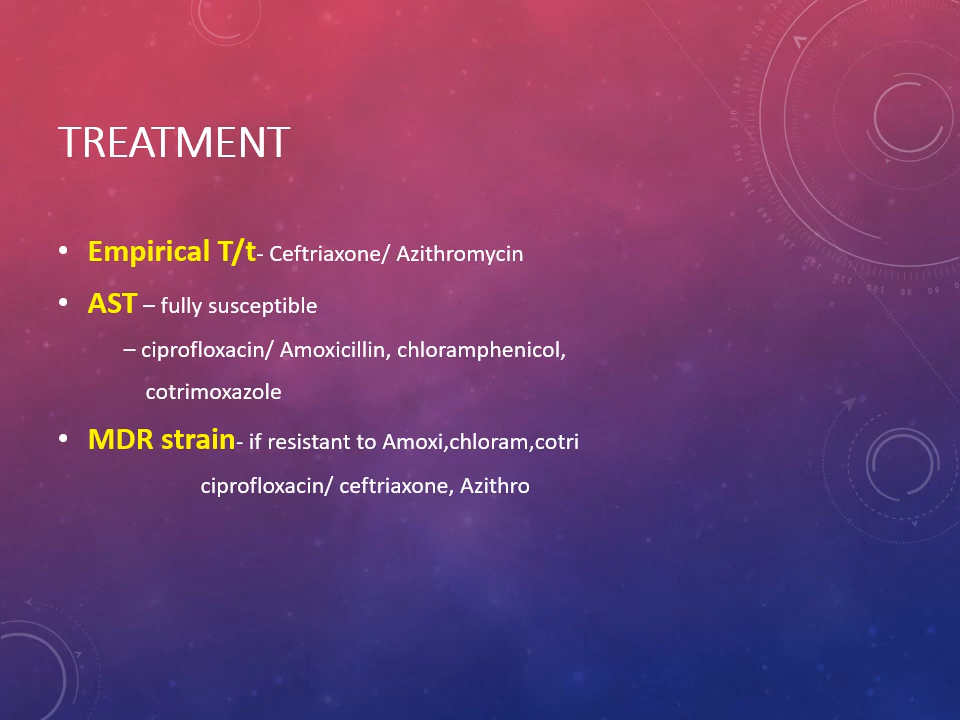 TREATMENT
• Empirical T/t- Ceftriaxone/ Azithromycin
• AST – fully susceptible
– ciprofloxacin/ Amoxicillin, chloramphenicol,
cotrimoxazole
• MDR strain- if resistant to Amoxi,chloram,cotri
ciprofloxacin/ ceftriaxone, Azithro